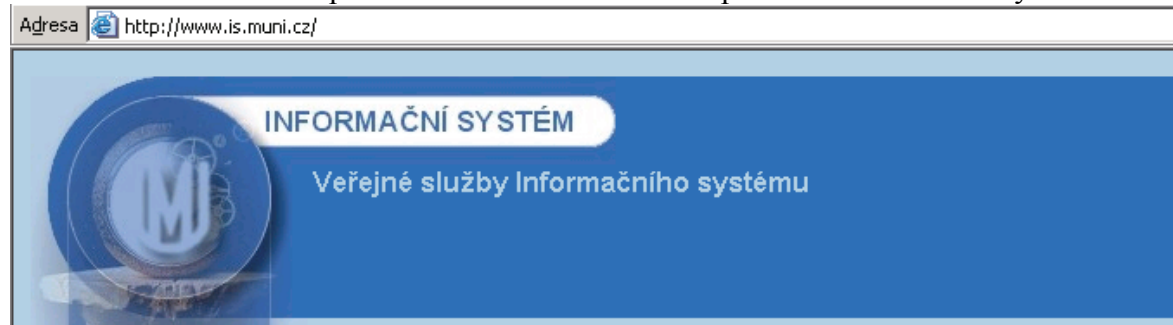 Adresa http://www.is.muni.cz/
INFORMAČNÍ SYSTÉM
Veřejné služby Informačního systému